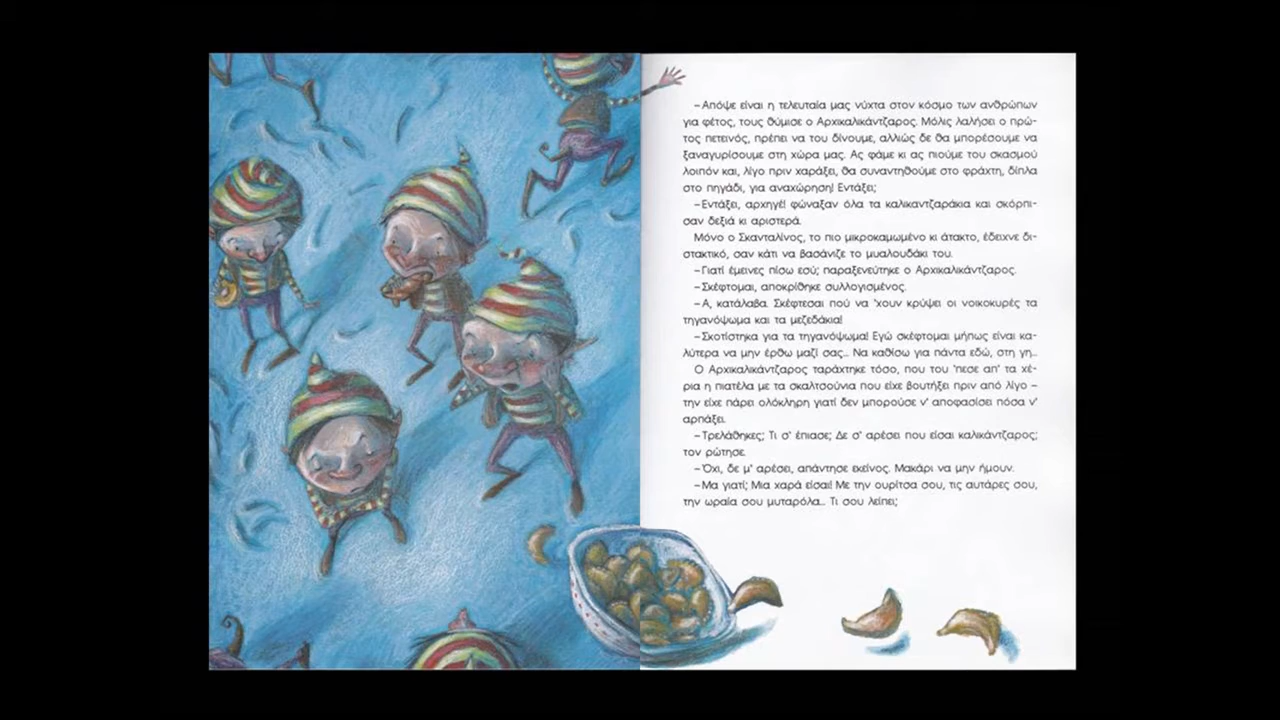 –Απόψε είναι η τελευταία μας νύχτα στον κόσμο των ανθρώπων
για φέτος, τους θύμισε ο Αρχικαλικάντζαρος. Μόλις λαλήσει ο πρώ-
τος πετεινός, πρέπει να του δίνουμε, αλλιώς δε θα μπορέσουμε να
ξαναγυρίσουμε στη χώρα μας. Ας φάμε κι ας πιούμε του σκασμού
λοιπόν και, λίγο πριν χαράξει, θα συναντηθούμε στο φράχτη, δίπλα
στο πηγάδι, για αναχώρηση! Εντάξει;
–Εντάξει, αρχηγέ! φώναξαν όλα τα καλικαντζαράκια και σκόρπι-
σαν δεξιά κι αριστερά.
Μόνο ο Σκανταλίνος, το πιο μικροκαμωμένο κι άτακτο, έδειχνε δι-
στακτικό, σαν κάτι να βασάνιζε το μυαλουδάκι του.
–Γιατί έμεινες πίσω εσύ; παραξενεύτηκε ο Αρχικαλικάντζαρος.
–Σκέφτομαι, αποκρίθηκε συλλογισμένος.
–Α, κατάλαβα. Σκέφτεσαι πού να 'χουν κρύψει οι νοικοκυρές τα
τηγανόψωμα και τα μεζεδάκια!
–Σκοτίστηκα για τα τηγανόψωμα! Εγώ σκέφτομαι μήπως είναι κα-
λύτερα να μην έρθω μαζί σας... Να καθίσω για πάντα εδώ, στη γη...
Ο Αρχικαλικάντζαρος ταράχτηκε τόσο, που του 'πεσε απ' τα χέ-
ρια η πιατέλα με τα σκαλτσούνια που είχε βουτήξει πριν από λίγο –
την είχε πάρει ολόκληρη γιατί δεν μπορούσε ν' αποφασίσει πόσα ν'
αρπάξει.
–Τρελάθηκες; Τι σ' έπιασε; Δε σ' αρέσει που είσαι καλικάντζαρος;
τον ρώτησε.
–Όχι, δε μ' αρέσει, απάντησε εκείνος. Μακάρι να μην ήμουν.
–Μα γιατί; Μια χαρά είσαι! Με την ουρίτσα σου, τις αυτάρες σου,
την ωραία σου μυταρόλα... Τι σου λείπει;